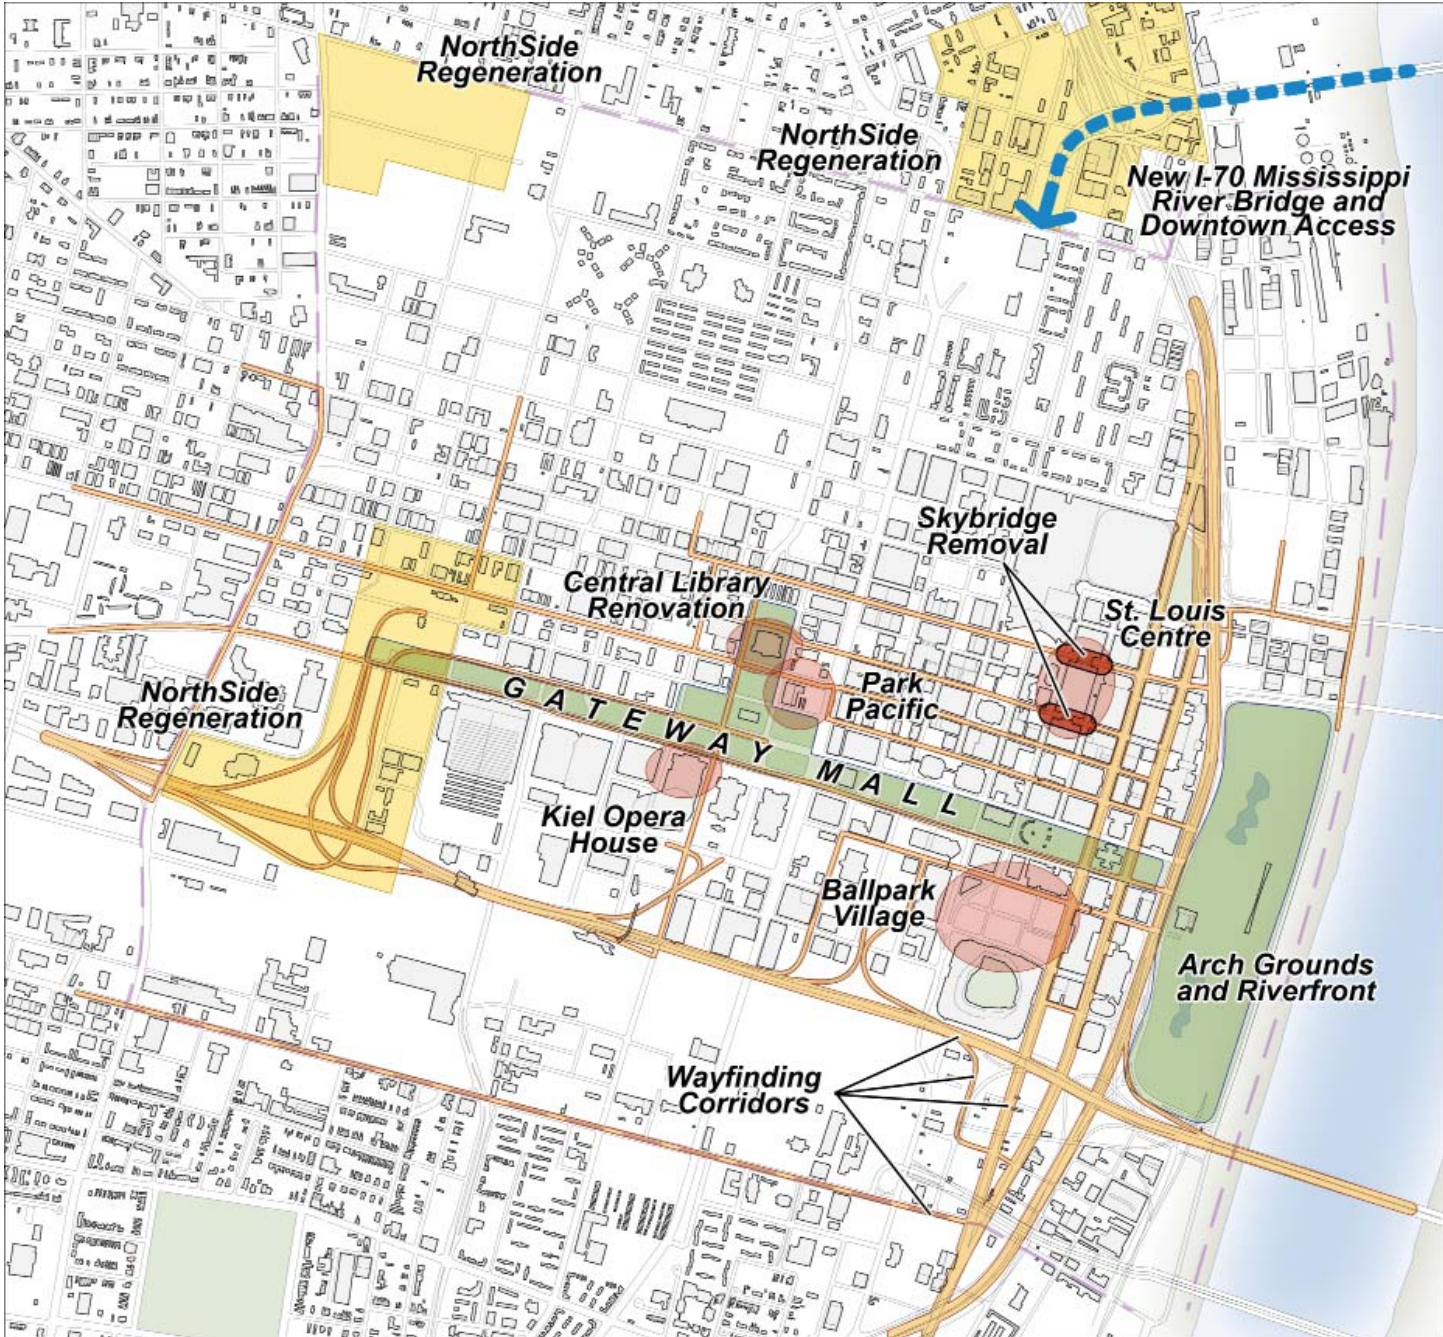 NorthSide
Regeneration
NorthSide
Regeneration
New I-70 Mississippi
River Bridge and
Downtown Access
Skybridge
Removal
Central Library
Renovation
St. Louis
Centre
NorthSide
Regeneration
Park
Pacific
GATEWAY MALL
Kiel Opera
House
Ballpark
Village
Arch Grounds
and Riverfront
Wayfinding
Corridors